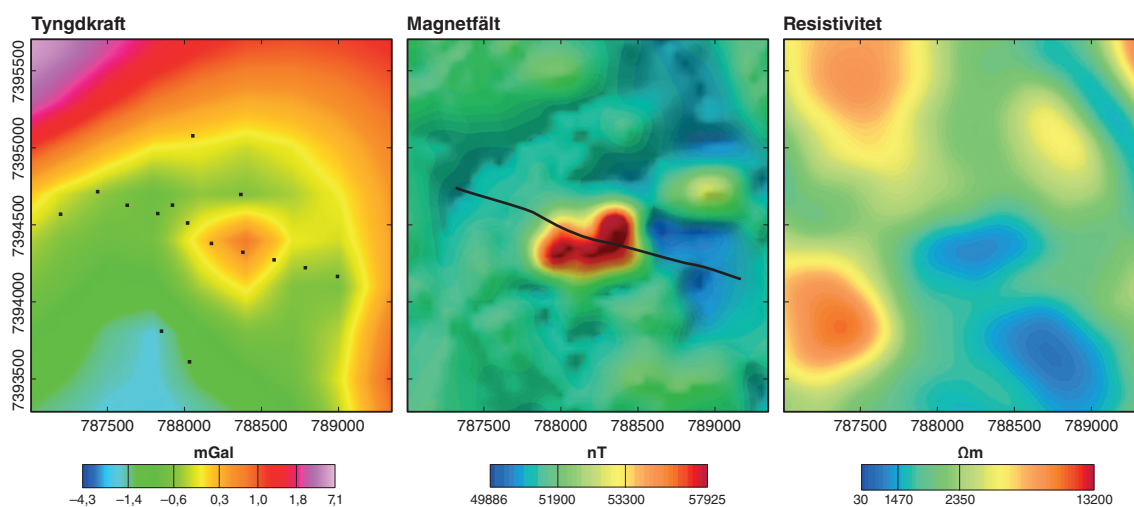 Tyngdkraft
Magnetfält
Resistivitet
7395500
7395000
7394500
7394000
7393500
787500 788000 788500 789000
787500 788000 788500 789000
787500 788000 788500 789000
mGal
–4,3 –1,4 –0,6 0,3 1,0 1,8 7,1
nT
49886 51900 53300 57925
Ωm
30 1470 2350 13200